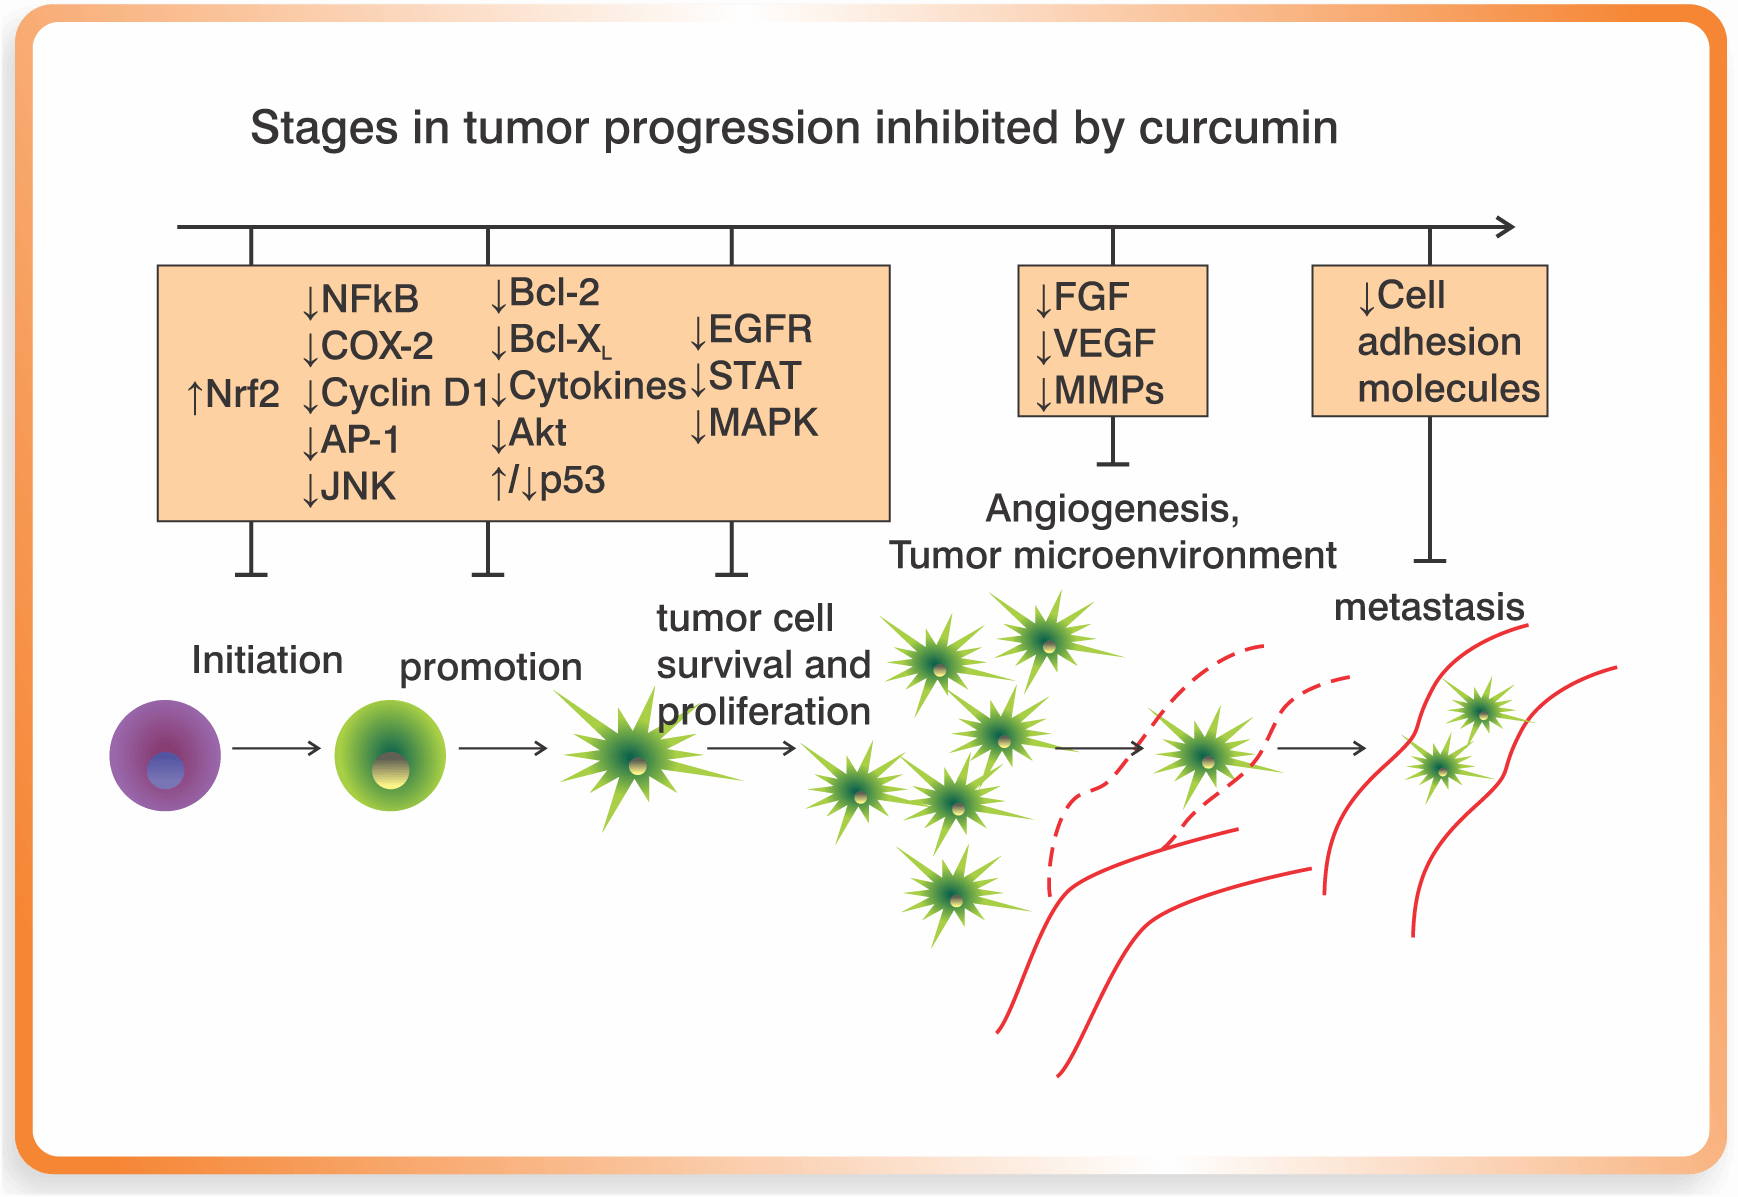 Stages in tumor progression inhibited by curcumin
↑Nrf2
↓NFkB
↓COX-2
↓Cyclin D1
↓AP-1
↓JNK
↓Bcl-2
↓Bcl-XL
↓Cytokines
↓Akt
↑/↓p53
↓EGFR
↓STAT
↓MAPK
↓FGF
↓VEGF
↓MMPs
↓Cell
adhesion
molecules
Initiation
promotion
tumor cell
survival and
proliferation
Angiogenesis,
Tumor microenvironment
metastasis